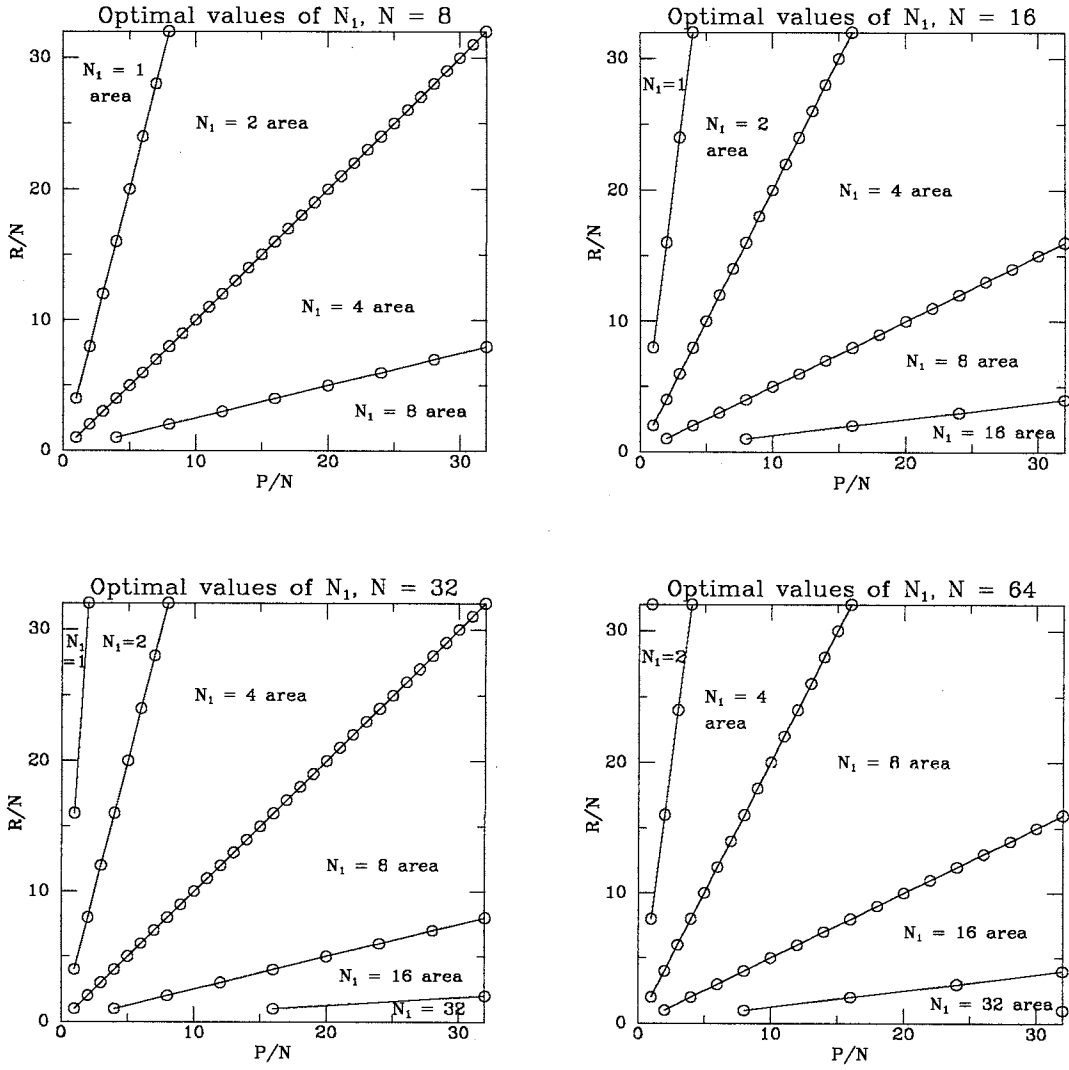 Optimal values of N₁, N = 8
30
20
10
0
0
10
20
30
R/N
P/N
N₁ = 1
area
N₁ = 2 area
N₁ = 4 area
N₁ = 8 area
Optimal values of N₁, N = 16
30
20
10
0
0
10
20
30
R/N
P/N
N₁=1
N₁ = 2
area
N₁ = 4 area
N₁ = 8 area
N₁ = 16 area
Optimal values of N₁, N = 32
30
20
10
0
0
10
20
30
R/N
P/N
N₁
=1
N₁=2
N₁ = 4 area
N₁ = 8 area
N₁ = 16 area
N₁ = 32
Optimal values of N₁, N = 64
30
20
10
0
0
10
20
30
R/N
P/N
N₁=2
N₁ = 4
area
N₁ = 8 area
N₁ = 16 area
N₁ = 32 area